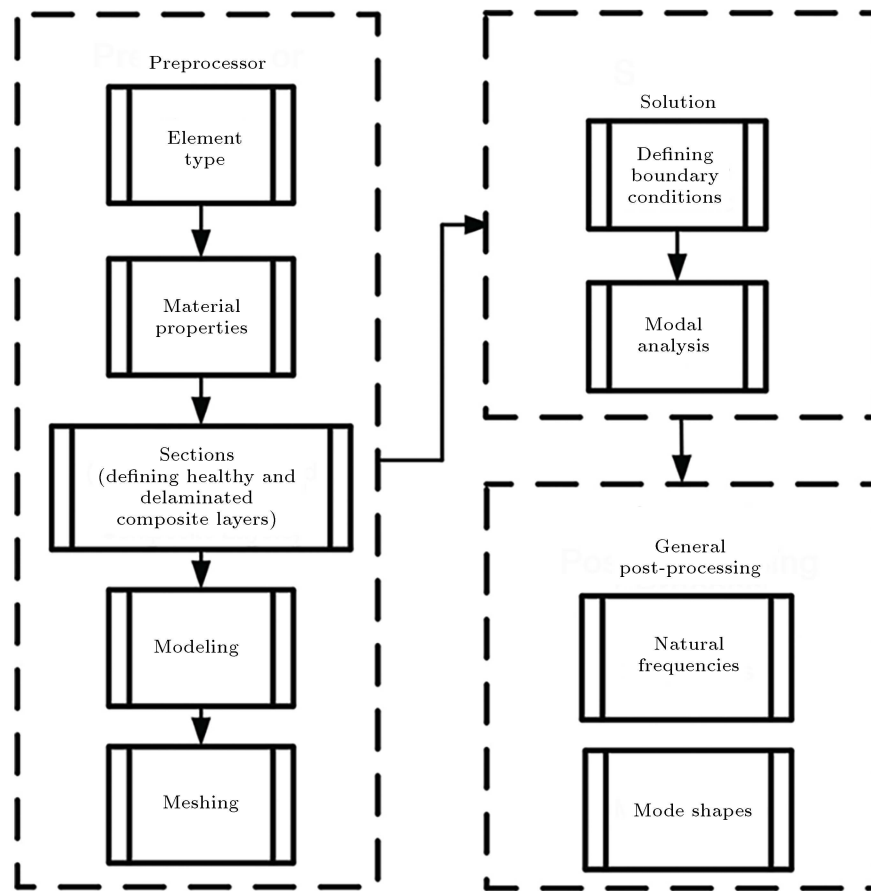 Preprocessor
Element
type
Material
properties
Sections
(defining healthy and
delaminated
composite layers)
Modeling
Meshing
Solution
Defining
boundary
conditions
Modal
analysis
General
post-processing
Natural
frequencies
Mode shapes